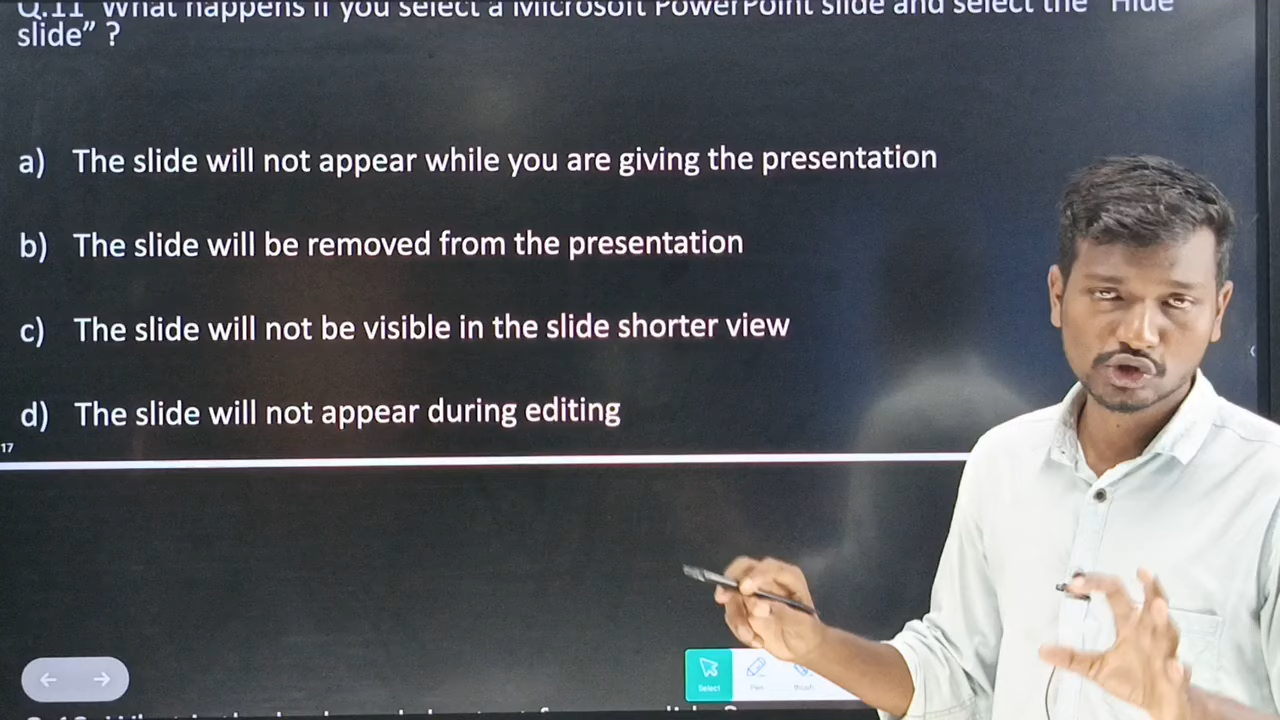 Q.11 What happens if you select a Microsoft PowerPoint slide and select the "Hide
slide” ?
a) The slide will not appear while you are giving the presentation
b) The slide will be removed from the presentation
c) The slide will not be visible in the slide shorter view
d) The slide will not appear during editing
17
Select
Pen